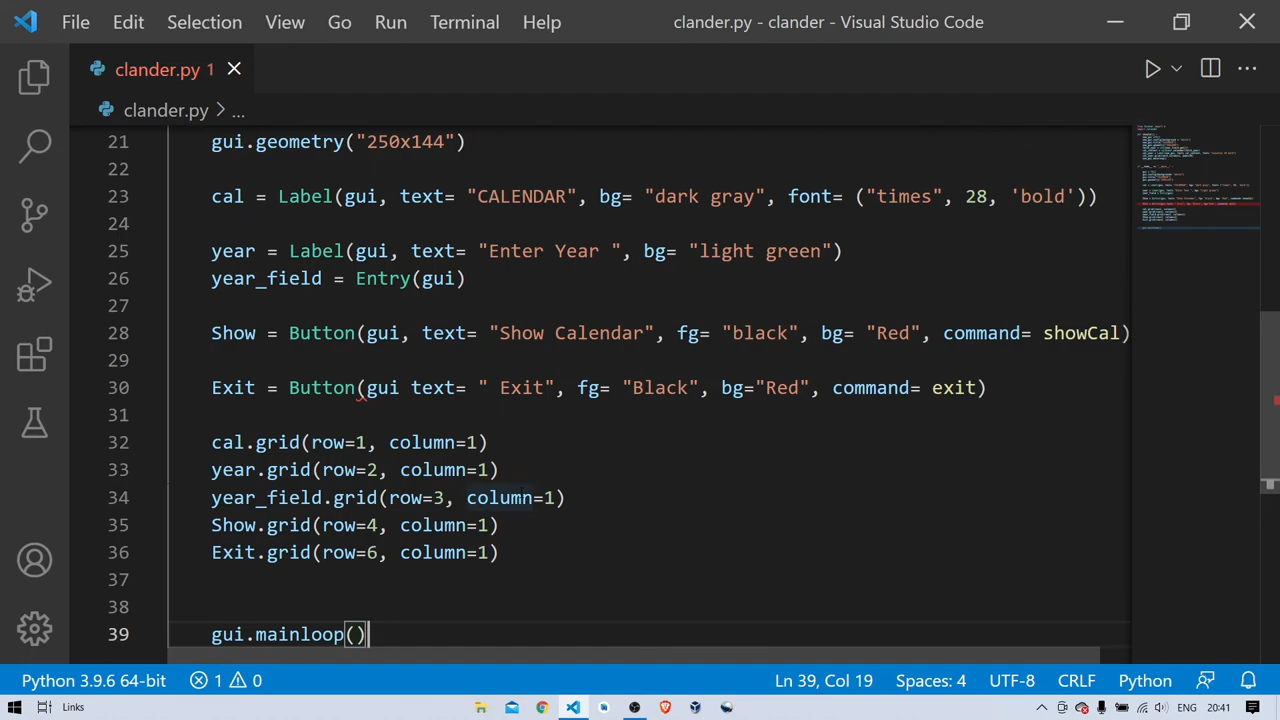 File Edit Selection View Go Run Terminal Help clander.py - clander - Visual Studio Code
clander.py 1
clander.py > ...
21 gui.geometry("250x144")
22
23 cal = Label(gui, text= "CALENDAR", bg= "dark gray", font= ("times", 28, 'bold'))
24
25 year = Label(gui, text= "Enter Year ", bg= "light green")
26 year_field = Entry(gui)
27
28 Show = Button(gui, text= "Show Calendar", fg= "black", bg= "Red", command= showCal)
29
30 Exit = Button(gui text= " Exit", fg= "Black", bg="Red", command= exit)
31
32 cal.grid(row=1, column=1)
33 year.grid(row=2, column=1)
34 year_field.grid(row=3, column=1)
35 Show.grid(row=4, column=1)
36 Exit.grid(row=6, column=1)
37
38
39 gui.mainloop()
Python 3.9.6 64-bit 1 0 Ln 39, Col 19 Spaces: 4 UTF-8 CRLF Python
Links ENG 20:41